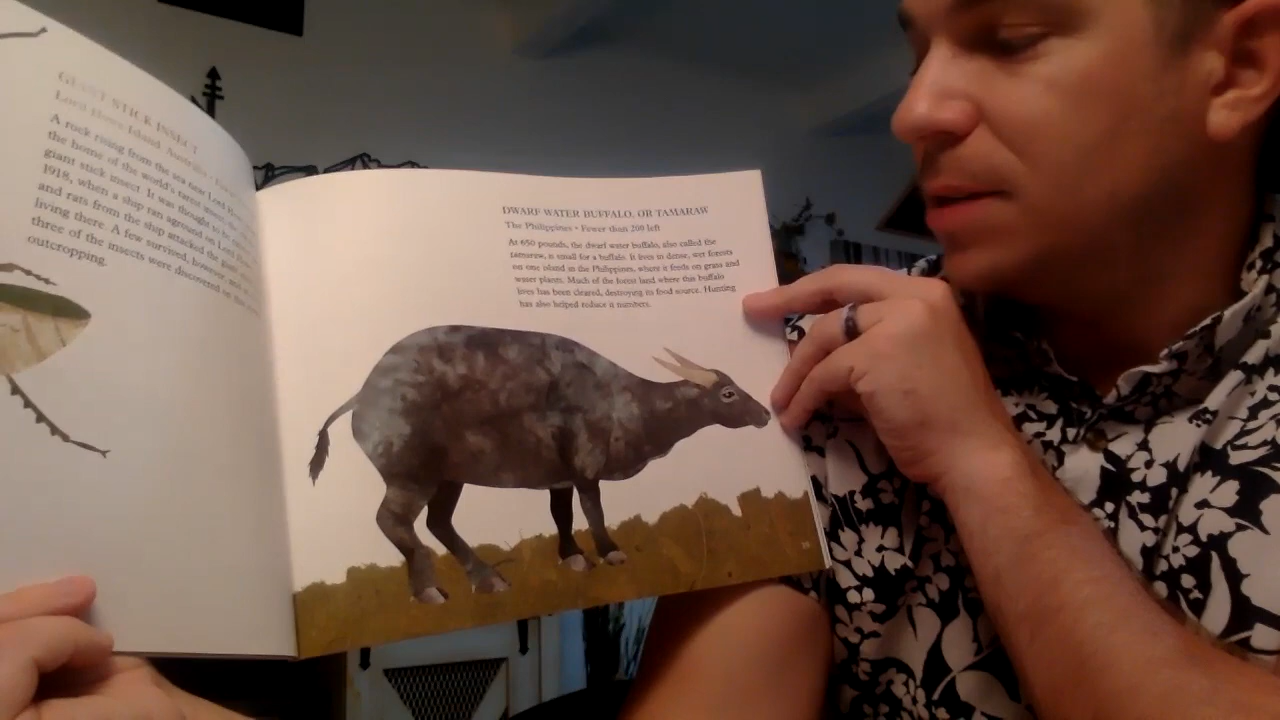 GIANT STICK INSECT
Lord Howe Island, Australia
A rock rising from the sea near Lord Howe
the home of the world's rarest insect, the
giant stick insect. It was thought to be
1918, when a ship ran aground on Lord
and rats from the ship attacked the giant
living there. A few survived, however, and
three of the insects were discovered on
outcropping.
DWARF WATER BUFFALO, OR TAMARAW
The Philippines • Fewer than 200 left
At 650 pounds, the dwarf water buffalo, also called the
tamaraw, is small for a buffalo. It lives in dense, wet forests
on one island in the Philippines, where it feeds on grass and
water plants. Much of the forest land where this buffalo
lives has been cleared, destroying its food source. Hunting
has also helped reduce it numbers.